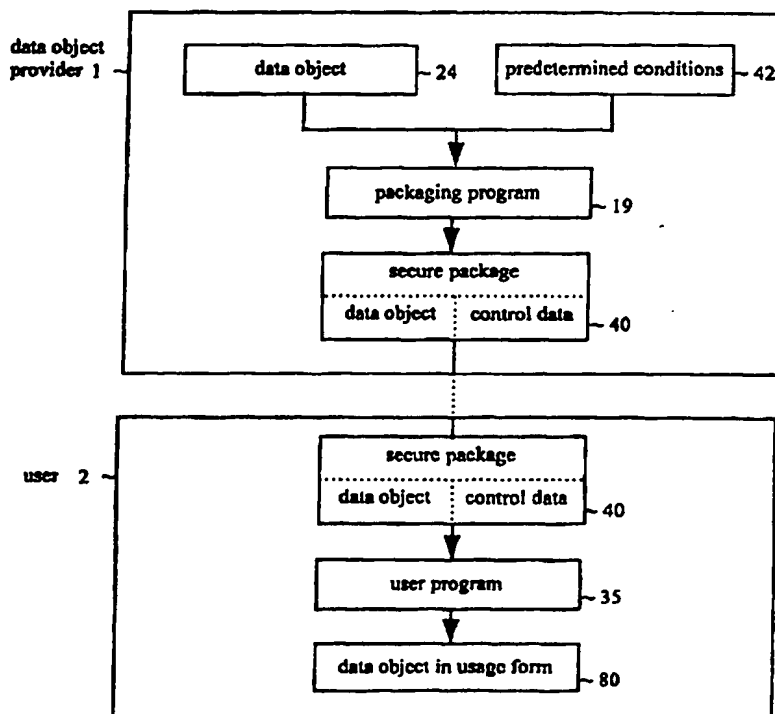 data object
provider 1
data object
~24
predetermined conditions
~42
packaging program
~19
secure package
data object
control data
~40
user 2
secure package
data object
control data
~40
user program
~35
data object in usage form
~80